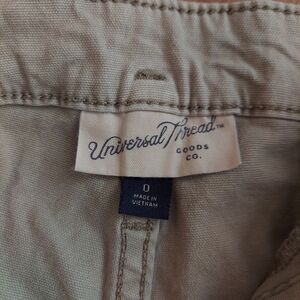 Universal Thread™
GOODS
CO.
0
MADE IN
VIETNAM